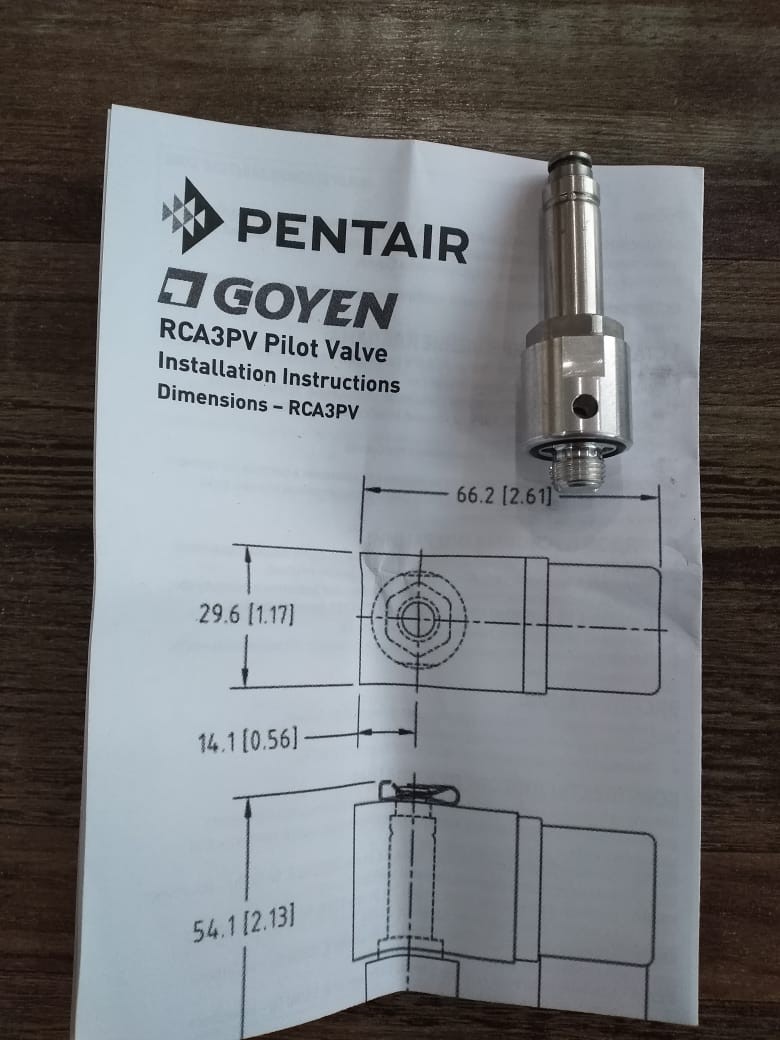 PENTAIR
GOYEN
RCA3PV Pilot Valve
Installation Instructions
Dimensions – RCA3PV
66.2 [2.61]
29.6 [1.17]
14.1 [0.56]
54.1 [2.13]